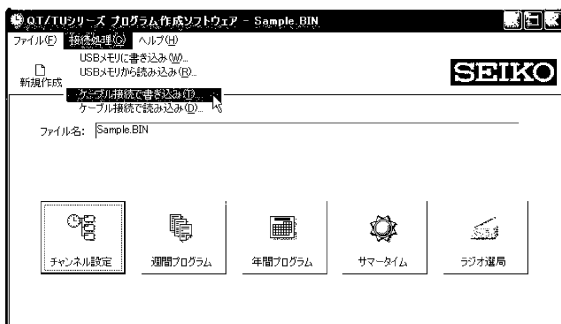 QT/TUシリーズ プログラム作成ソフトウェア - Sample.BIN
ファイル(F) 接続処理(C) ヘルプ(H)
USBメモリに書き込み(W)...
USBメモリから読み込み(R)...
新規作成
SEIKO
ケーブル接続で書き込み(T)...
ケーブル接続で読み込み(D)...
ファイル名: Sample.BIN
チャンネル設定 週間プログラム 年間プログラム サマータイム ラジオ選局